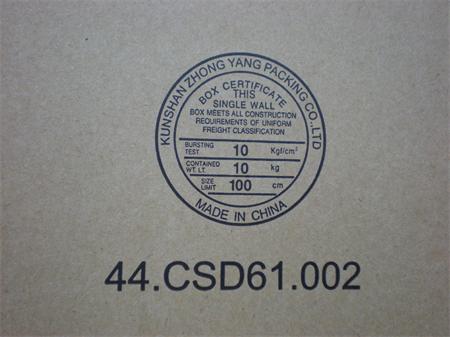 KUNSHAN ZHONG YANG PACKING CO.,LTD
BOX CERTIFICATE
THIS
SINGLE WALL
BOX MEETS ALL CONSTRUCTION
REQUIREMENTS OF UNIFORM
FREIGHT CLASSIFICATION
BURSTING TEST 10 Kgf/cm²
CONTAINED WT. LT. 10 kg
SIZE LIMIT 100 cm
MADE IN CHINA
44.CSD61.002